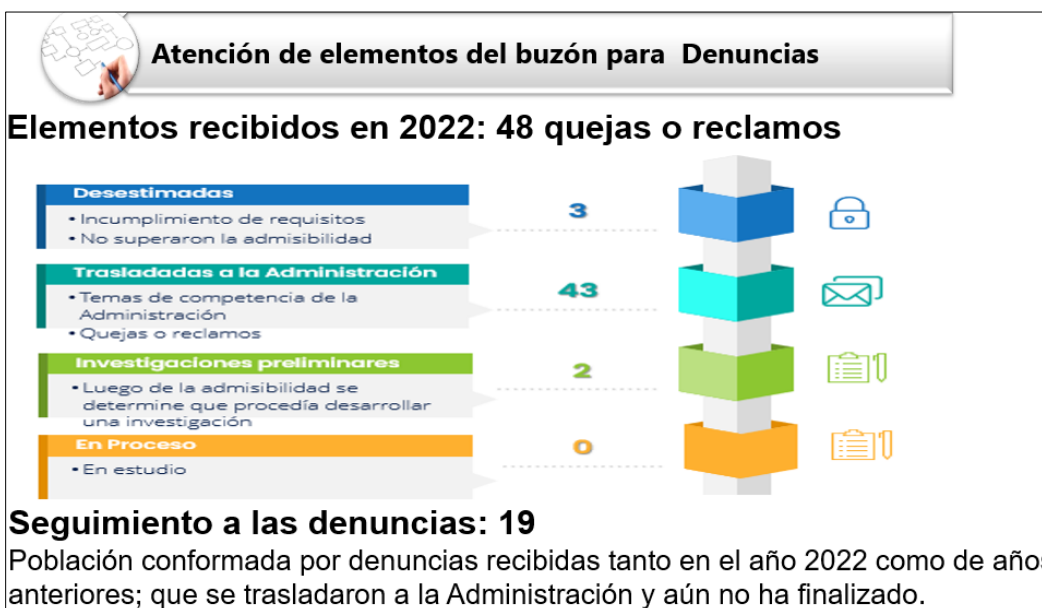 Atención de elementos del buzón para Denuncias
Elementos recibidos en 2022: 48 quejas o reclamos
Desestimadas
• Incumplimiento de requisitos
• No superaron la admisibilidad
3
Trasladadas a la Administración
• Temas de competencia de la
Administración
• Quejas o reclamos
43
Investigaciones preliminares
• Luego de la admisibilidad se
determine que procedía desarrollar
una investigación
2
En Proceso
• En estudio
0
Seguimiento a las denuncias: 19
Población conformada por denuncias recibidas tanto en el año 2022 como de años
anteriores; que se trasladaron a la Administración y aún no ha finalizado.